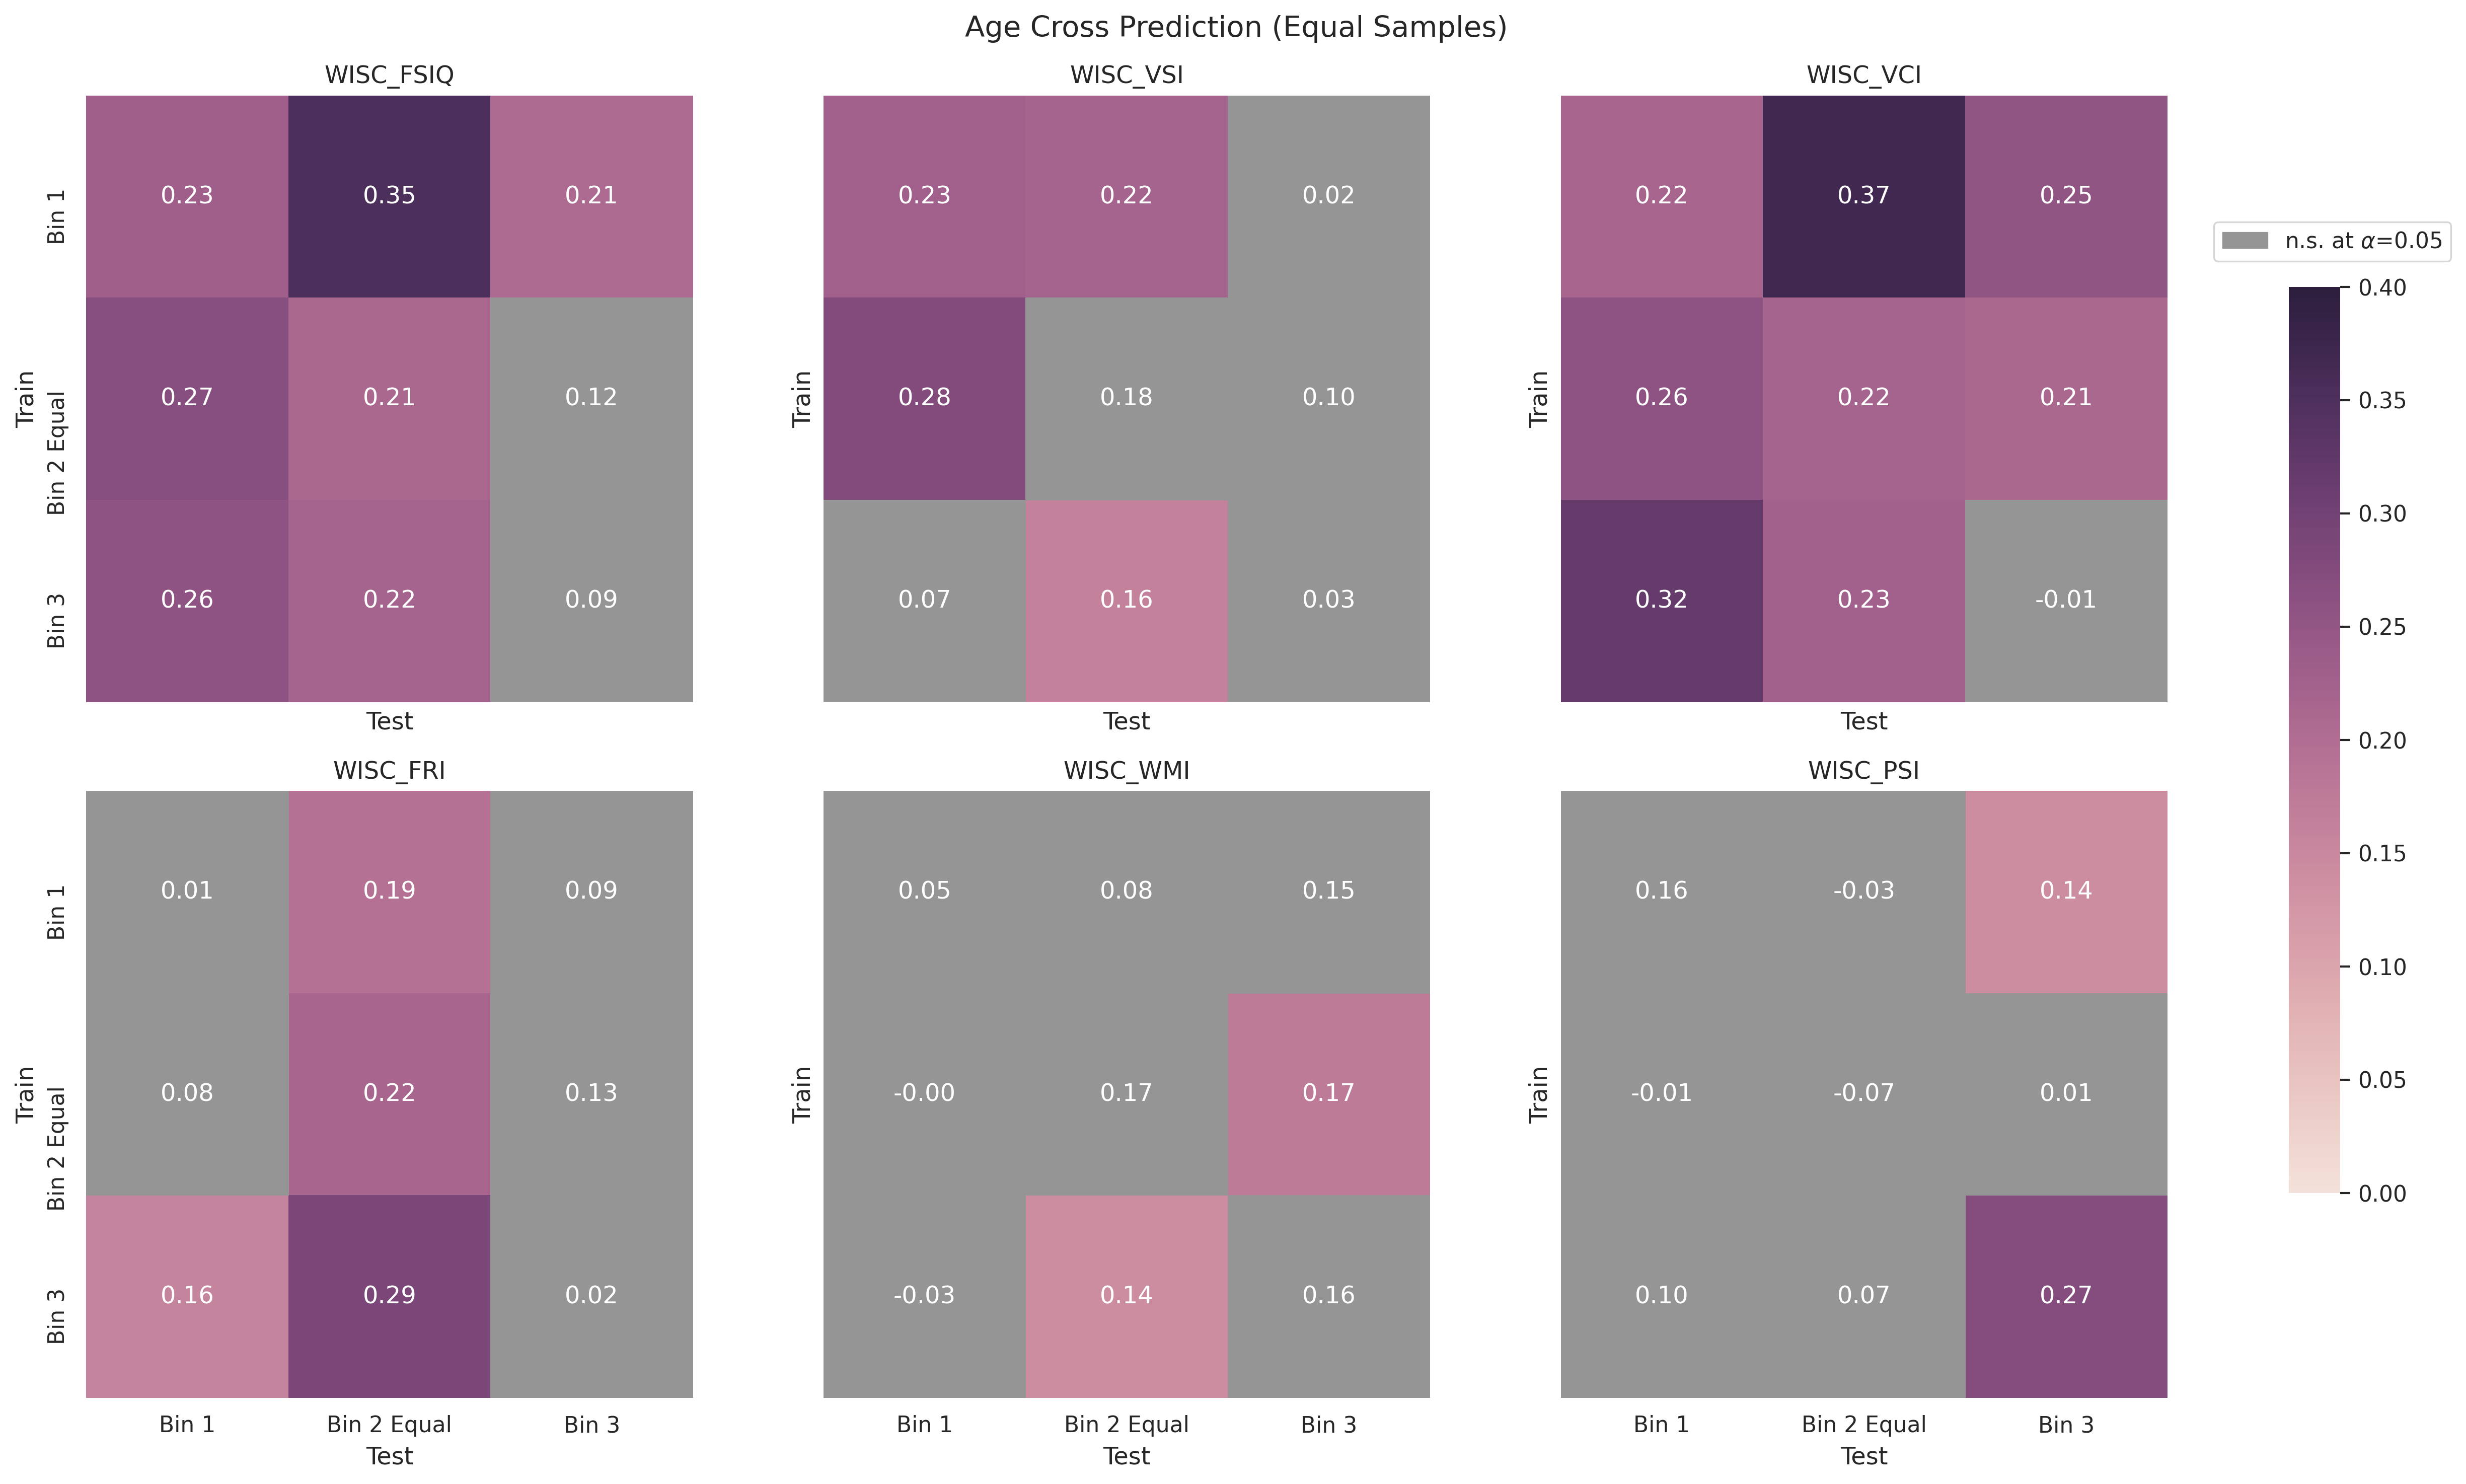 Age Cross Prediction (Equal Samples)
WISC_FSIQ
WISC_VSI
WISC_VCI
Train
Bin 1
Bin 2 Equal
Bin 3
0.23 0.35 0.21
0.27 0.21 0.12
0.26 0.22 0.09
Test
Train
0.23 0.22 0.02
0.28 0.18 0.10
0.07 0.16 0.03
Test
Train
0.22 0.37 0.25
0.26 0.22 0.21
0.32 0.23 -0.01
Test
n.s. at α=0.05
0.40
0.35
0.30
0.25
0.20
0.15
0.10
0.05
0.00
WISC_FRI
WISC_WMI
WISC_PSI
Train
Bin 1
Bin 2 Equal
Bin 3
0.01 0.19 0.09
0.08 0.22 0.13
0.16 0.29 0.02
Bin 1 Bin 2 Equal Bin 3
Test
Train
0.05 0.08 0.15
-0.00 0.17 0.17
-0.03 0.14 0.16
Bin 1 Bin 2 Equal Bin 3
Test
Train
0.16 -0.03 0.14
-0.01 -0.07 0.01
0.10 0.07 0.27
Bin 1 Bin 2 Equal Bin 3
Test